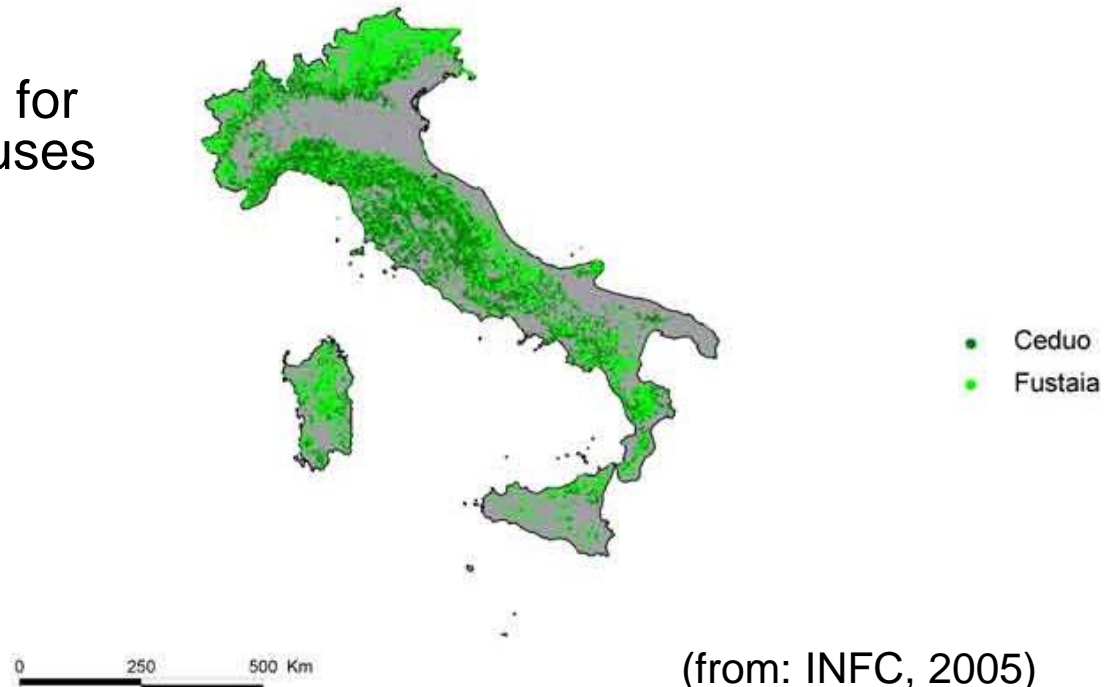 for
uses
Ceduo
Fustaia
0 250 500 Km
(from: INFC, 2005)